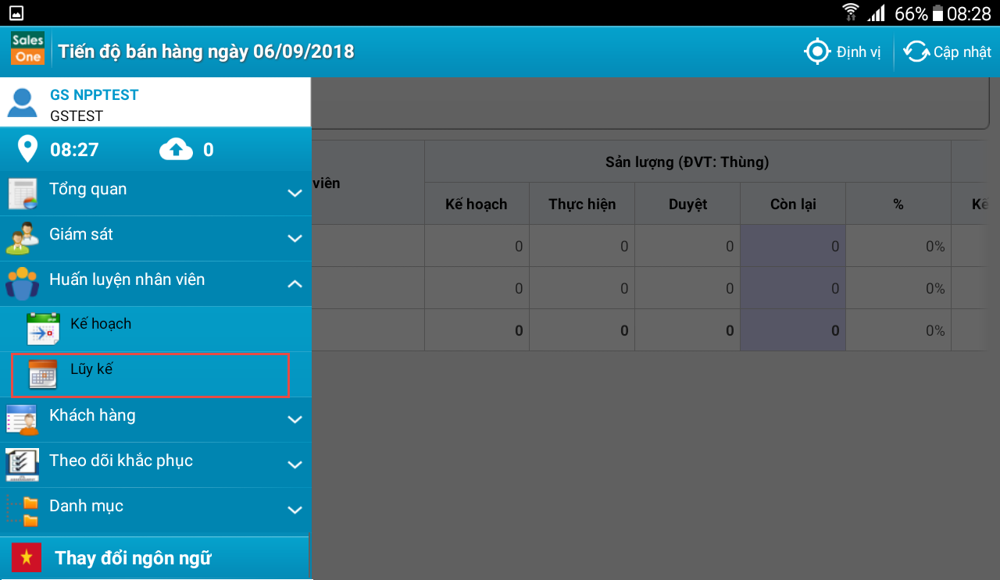 66% 08:28
Sales One
Tiến độ bán hàng ngày 06/09/2018
Định vị
Cập nhật
GS NPPTEST
GSTEST
08:27
0
Tổng quan
Giám sát
Huấn luyện nhân viên
Kế hoạch
Lũy kế
Khách hàng
Theo dõi khắc phục
Danh mục
Thay đổi ngôn ngữ
viên
Sản lượng (ĐVT: Thùng)
Kế hoạch Thực hiện Duyệt Còn lại % Kế
0 0 0 0 0%
0 0 0 0 0%
0 0 0 0 0%